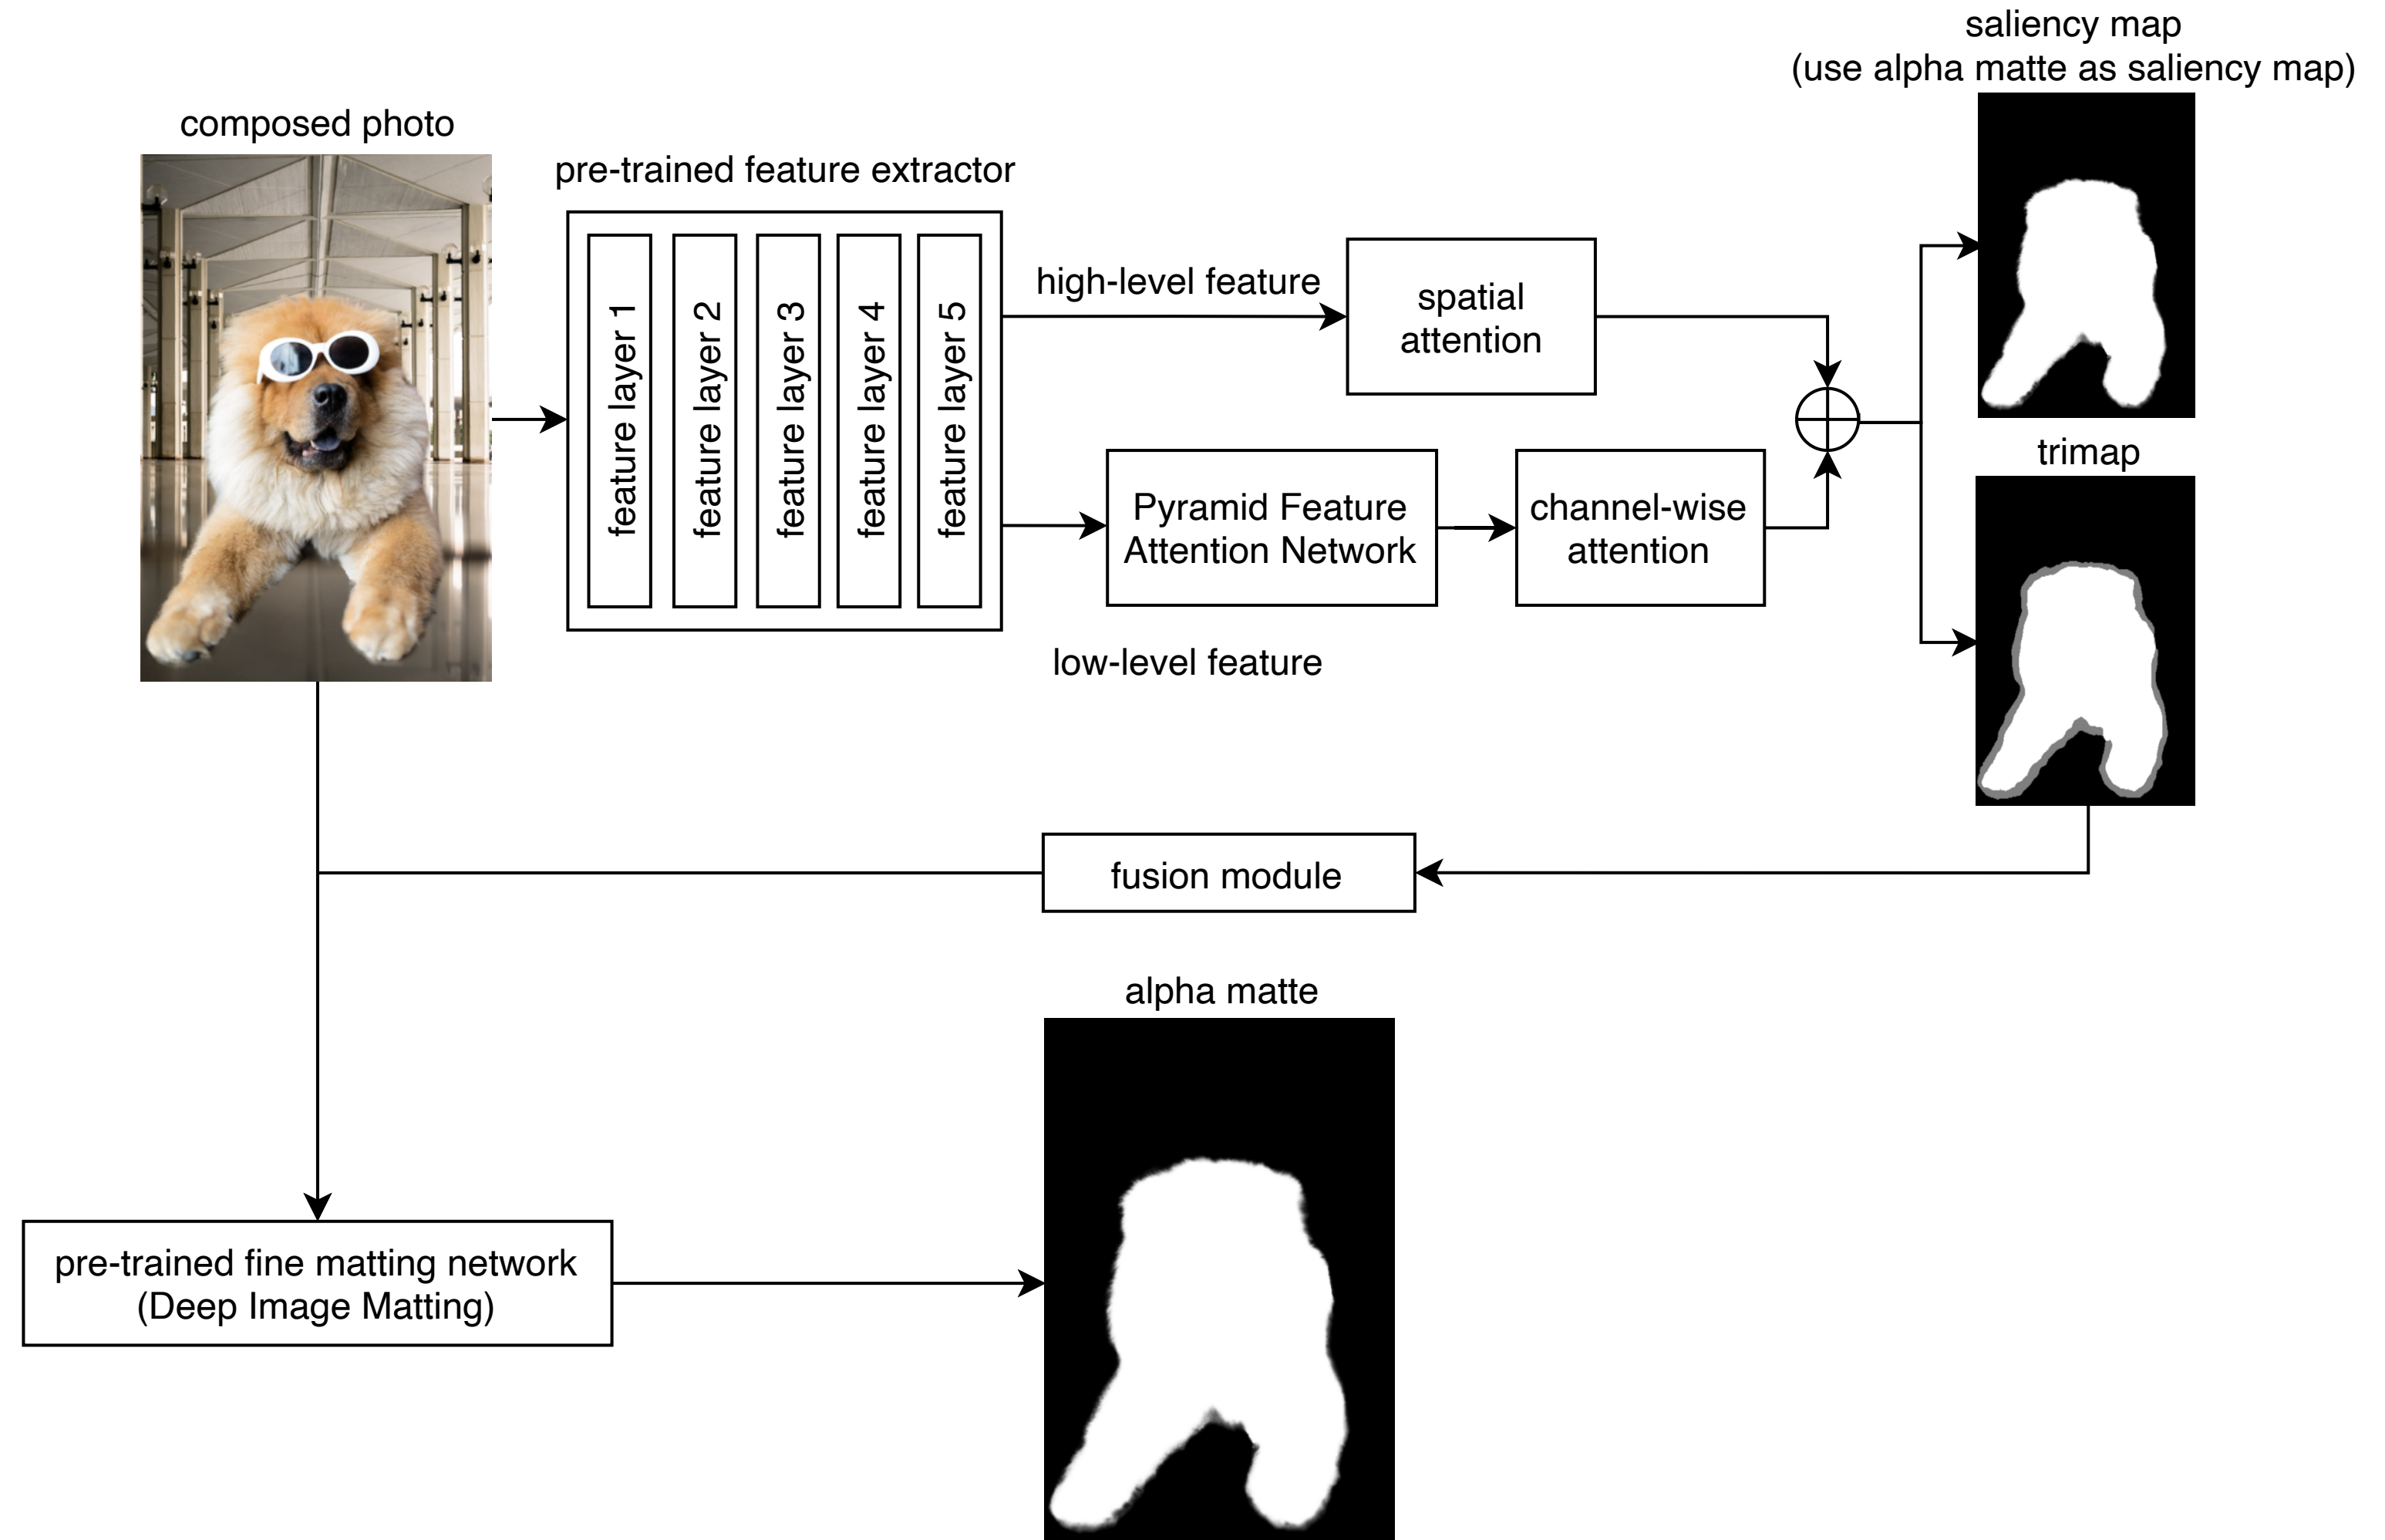 saliency map
(use alpha matte as saliency map)
composed photo
pre-trained feature extractor
feature layer 1
feature layer 2
feature layer 3
feature layer 4
feature layer 5
high-level feature
spatial
attention
Pyramid Feature
Attention Network
channel-wise
attention
low-level feature
trimap
fusion module
alpha matte
pre-trained fine matting network
(Deep Image Matting)